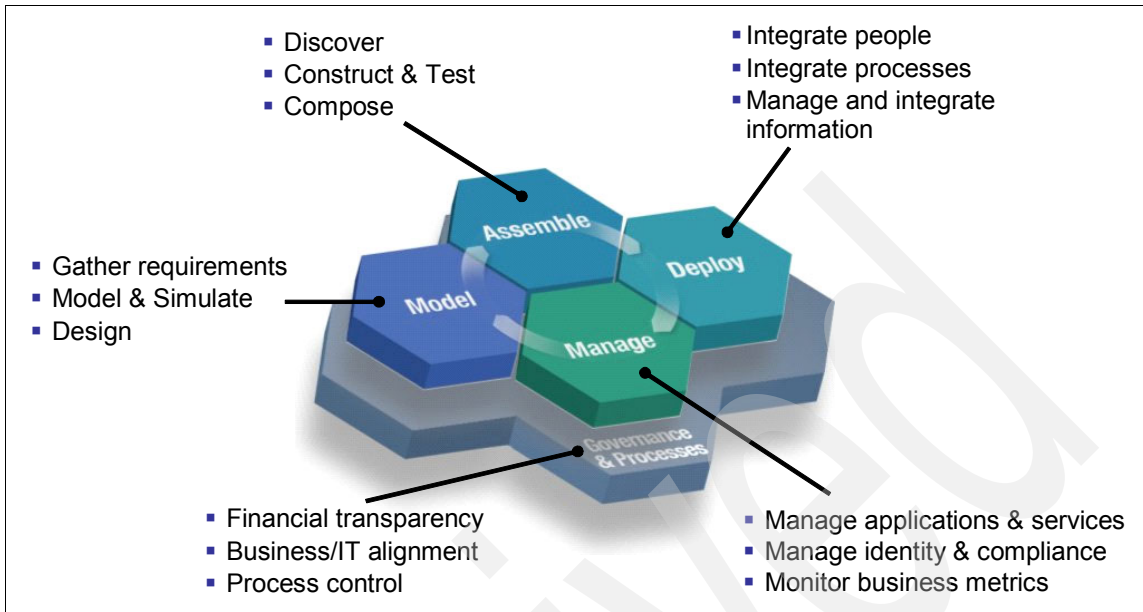 Discover
Construct & Test
Compose
Integrate people
Integrate processes
Manage and integrate
information
Assemble
Deploy
Gather requirements
Model & Simulate
Design
Model
Manage
Governance
& Processes
Financial transparency
Business/IT alignment
Process control
Manage applications & services
Manage identity & compliance
Monitor business metrics